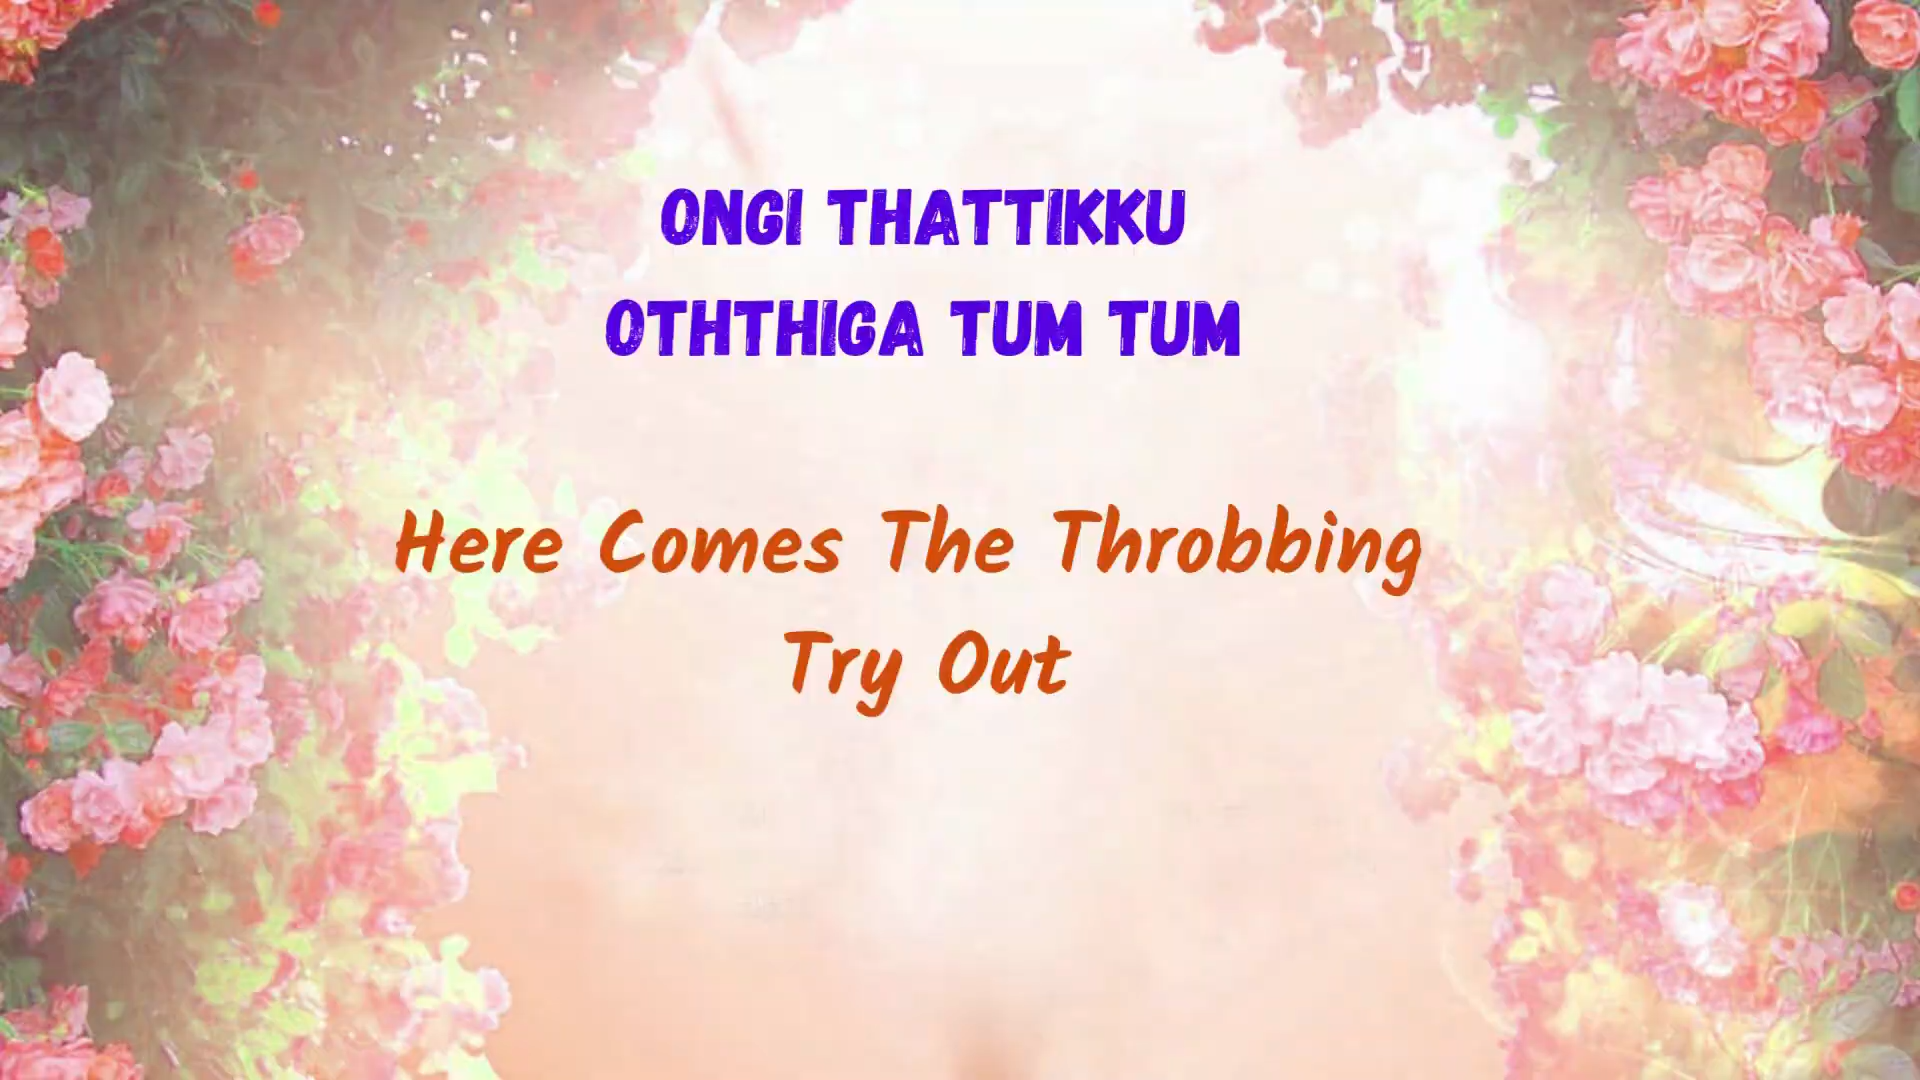 ONGI THATTIKKU
OTHTHIGA TUM TUM
Here Comes The Throbbing
Try Out